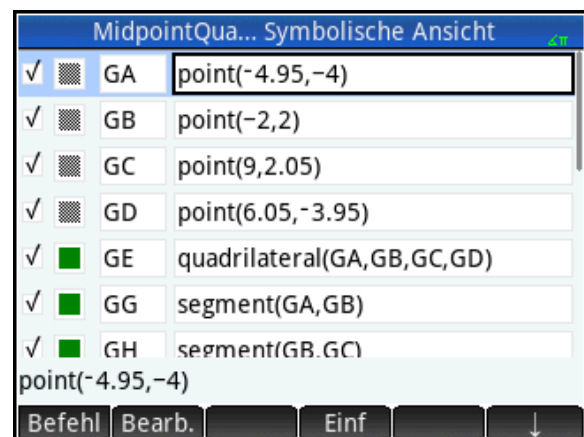 MidpointQua... Symbolische Ansicht ∡π
√ GA point(⁻4.95,−4)
√ GB point(−2,2)
√ GC point(9,2.05)
√ GD point(6.05,⁻3.95)
√ GE quadrilateral(GA,GB,GC,GD)
√ GG segment(GA,GB)
√ GH segment(GB,GC)
point(⁻4.95,−4)
Befehl Bearb. Einf ↓